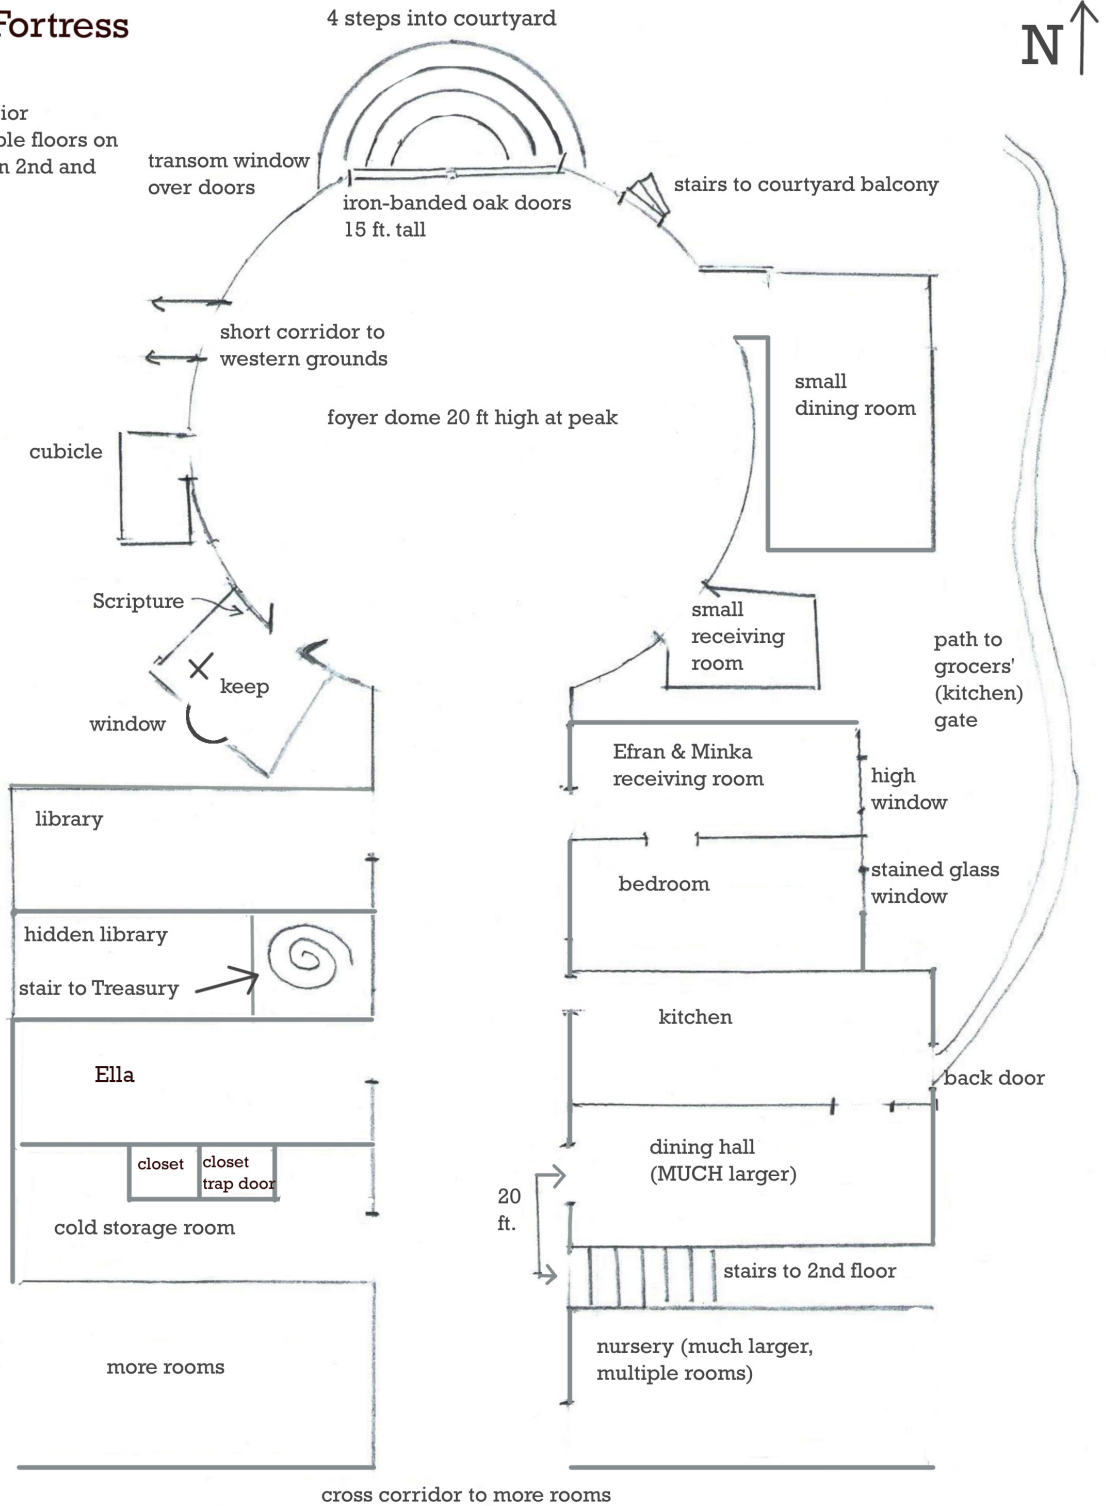 Fortress
4 steps into courtyard
N
ior
ble floors on
n 2nd and
transom window
over doors
iron-banded oak doors
15 ft. tall
stairs to courtyard balcony
short corridor to
western grounds
small
dining room
foyer dome 20 ft high at peak
cubicle
Scripture
keep
window
small
receiving
room
path to
grocers'
(kitchen)
gate
Efran & Minka
receiving room
high
window
library
bedroom
stained glass
window
hidden library
stair to Treasury
kitchen
Ella
back door
closet
closet
trap door
dining hall
(MUCH larger)
20
ft.
cold storage room
stairs to 2nd floor
more rooms
nursery (much larger,
multiple rooms)
cross corridor to more rooms